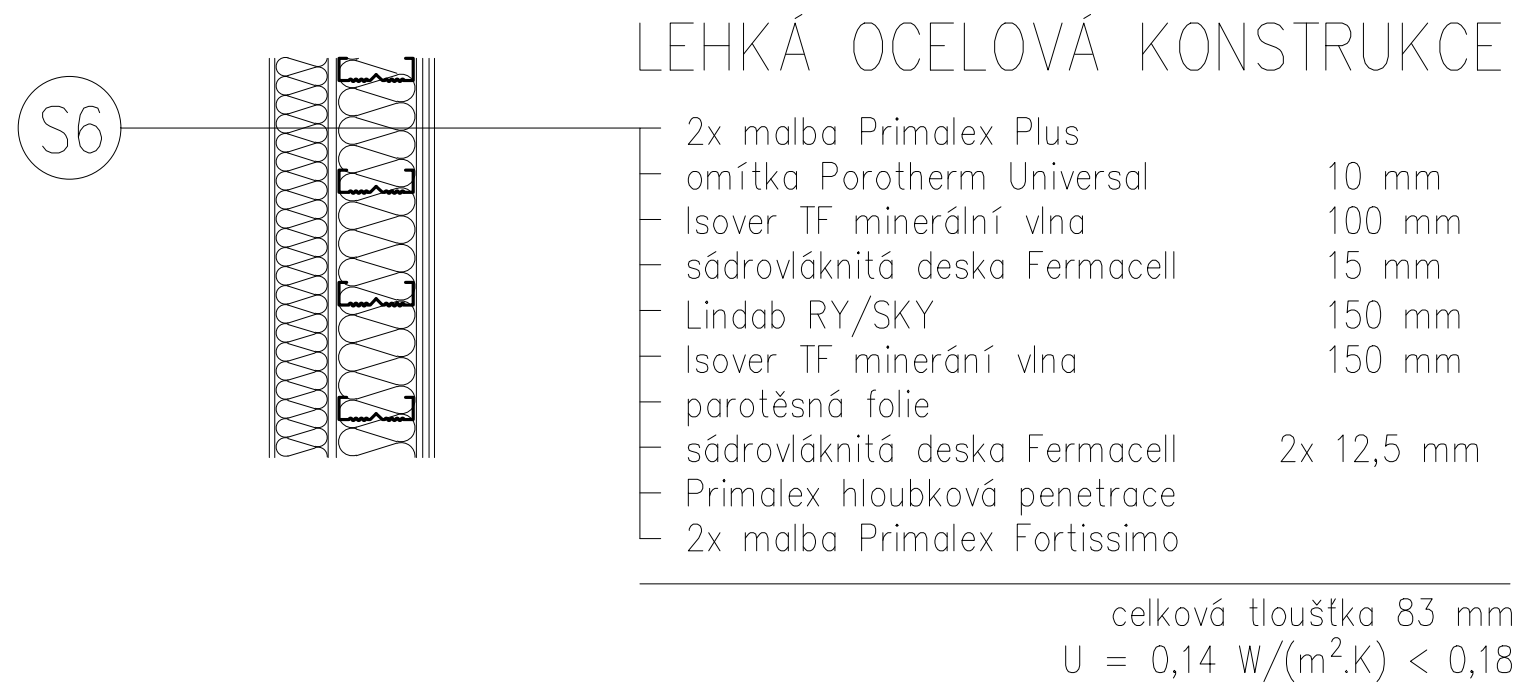 LEHKÁ OCELOVÁ KONSTRUKCE
S6
2x malba Primalex Plus
omítka Porotherm Universal 10 mm
Isover TF minerální vlna 100 mm
sádrovláknitá deska Fermacell 15 mm
Lindab RY/SKY 150 mm
Isover TF minerání vlna 150 mm
parotěsná folie
sádrovláknitá deska Fermacell 2x 12,5 mm
Primalex hloubková penetrace
2x malba Primalex Fortissimo
celková tloušťka 83 mm
U = 0,14 W/(m².K) < 0,18